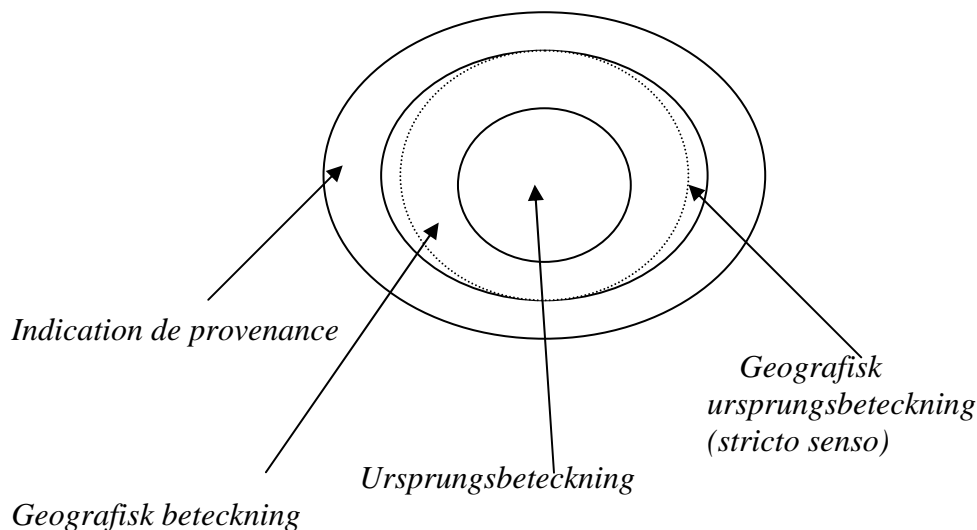 Indication de provenance
Geografisk
ursprungsbeteckning
(stricto senso)
Ursprungsbeteckning
Geografisk beteckning